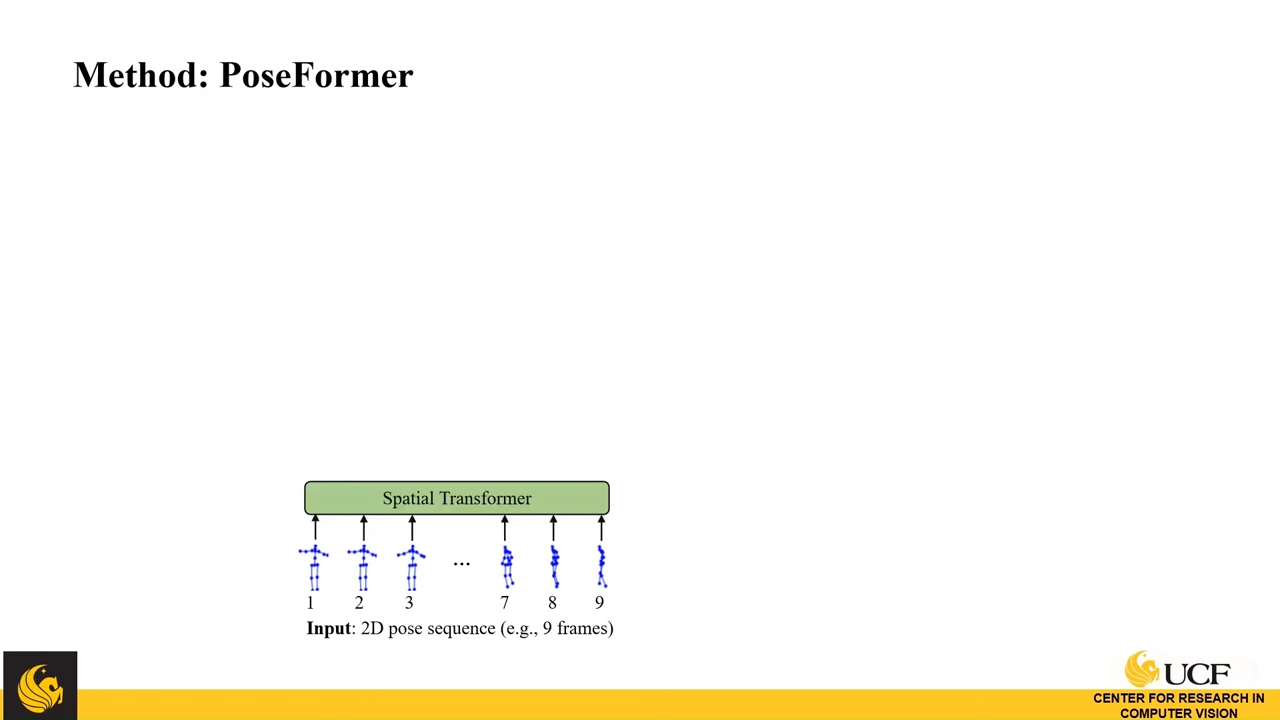 Method: PoseFormer
Spatial Transformer
...
1 2 3 7 8 9
Input: 2D pose sequence (e.g., 9 frames)
UCF
CENTER FOR RESEARCH IN
COMPUTER VISION